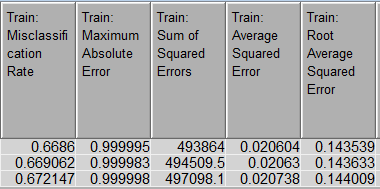 Train: Train: Train: Train: Train:
Misclassifi Maximum Sum of Average Root
cation Absolute Squared Squared Average
Rate Error Errors Error Squared
Error
0.6686 0.999995 493864 0.020604 0.143539
0.669062 0.999983 494509.5 0.02063 0.143633
0.672147 0.999998 497098.1 0.020738 0.144009